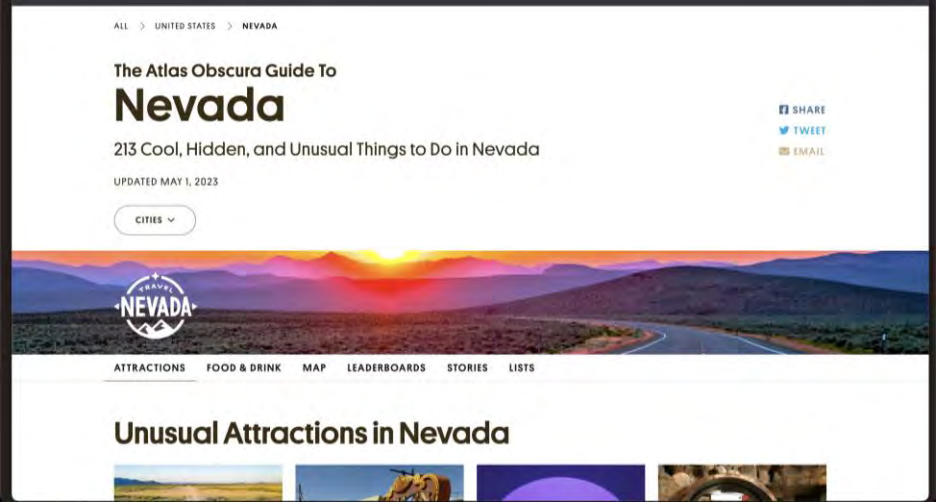 ALL > UNITED STATES > NEVADA
The Atlas Obscura Guide To
Nevada
213 Cool, Hidden, and Unusual Things to Do in Nevada
UPDATED MAY 1, 2023
SHARE
TWEET
EMAIL
CITIES
TRAVEL
NEVADA
ATTRACTIONS FOOD & DRINK MAP LEADERBOARDS STORIES LISTS
Unusual Attractions in Nevada